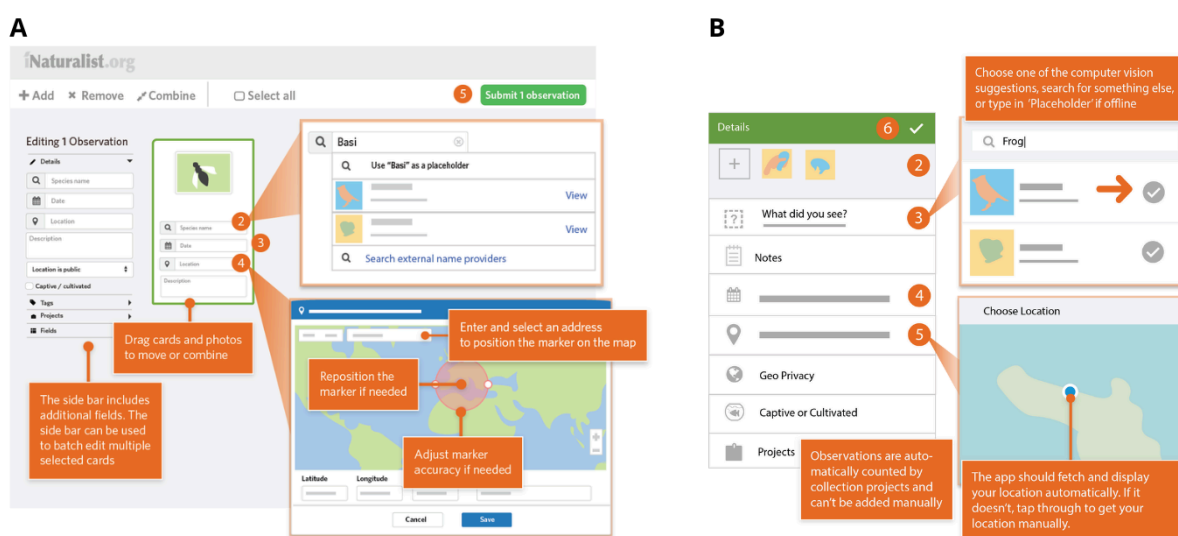 A
iNaturalist.org
Add Remove Combine Select all 5 Submit 1 observation
Editing 1 Observation
Details
Species name
Date
Location
Description
Location is public
Captive / cultivated
Tags
Projects
Fields
Species name 2
Date 3
Location 4
Description
Drag cards and photos
to move or combine
The side bar includes
additional fields. The
side bar can be used
to batch edit multiple
selected cards
Basi
Use "Basi" as a placeholder
View
View
Search external name providers
Enter and select an address
to position the marker on the map
Reposition the
marker if needed
Adjust marker
accuracy if needed
Latitude Longitude
Cancel Save
B
Details 6
2
What did you see? 3
Notes
4
5
Geo Privacy
Captive or Cultivated
Projects
Observations are auto-
matically counted by
collection projects and
can't be added manually
Choose one of the computer vision
suggestions, search for something else,
or type in 'Placeholder' if offline
Frog
Choose Location
The app should fetch and display
your location automatically. If it
doesn't, tap through to get your
location manually.